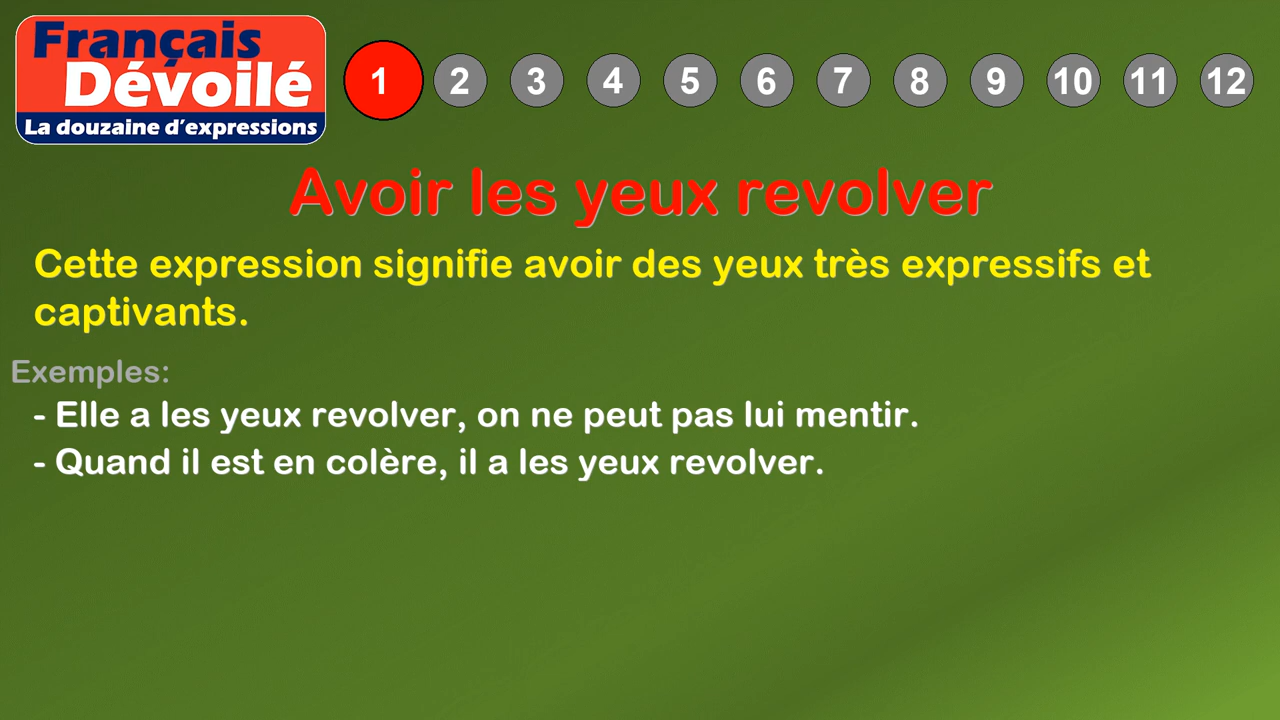 Français
Dévoilé
La douzaine d'expressions
1 2 3 4 5 6 7 8 9 10 11 12
Avoir les yeux revolver
Cette expression signifie avoir des yeux très expressifs et
captivants.
Exemples:
- Elle a les yeux revolver, on ne peut pas lui mentir.
- Quand il est en colère, il a les yeux revolver.